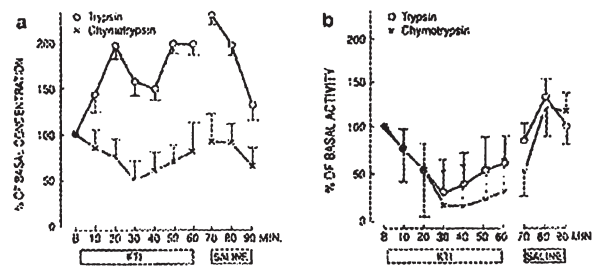 a
Trypsin
Chymotrypsin
% OF BASAL CONCENTRATION
200
150
100
50
B 10 20 30 40 50 60 70 80 90 MIN.
KTI
SALINE
b
Trypsin
Chymotrypsin
% OF BASAL ACTIVITY
200
150
100
50
0
B 10 20 30 40 50 60 70 80 90 MIN
KTI
SALINE